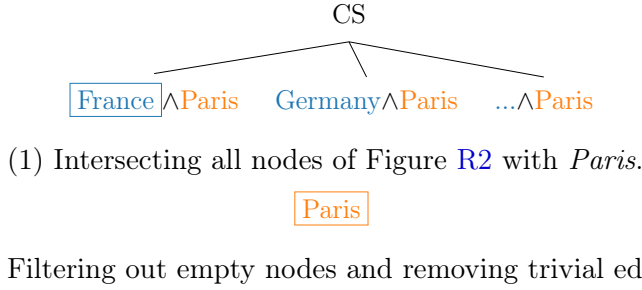 CS
France∧Paris Germany∧Paris ...∧Paris
(1) Intersecting all nodes of Figure R2 with Paris.
Paris
Filtering out empty nodes and removing trivial ed